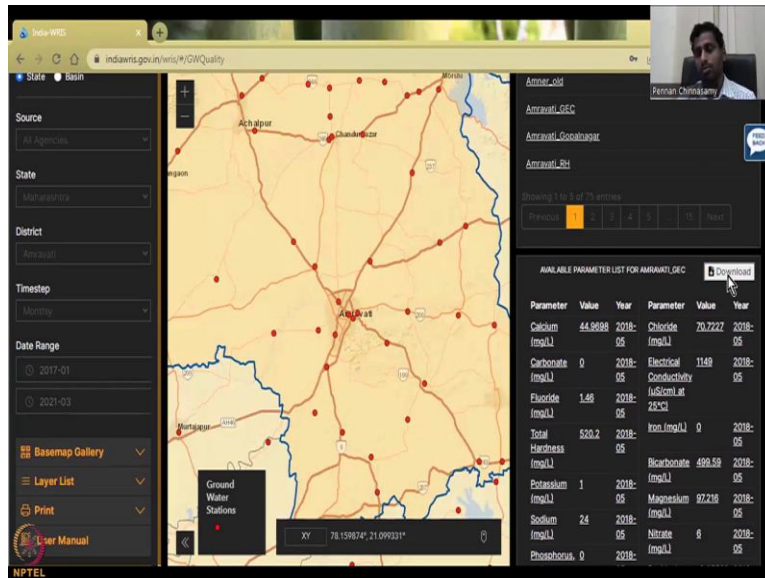 India-WRIS
indiawris.gov.in/wris/#/GWQuality
Pennan Chinnasamy
State Basin
Source
All Agencies
State
Maharashtra
District
Amravati
Timestep
Monthly
Date Range
2017-01
2021-03
Basemap Gallery
Layer List
Print
User Manual
NPTEL
Morshi
Achalpur
Chandurbazar
Amravati
Murtajapur
Ground
Water
Stations
XY 78.159874°, 21.099331°
Amner_old
Amravati_GEC
Amravati_Gopalnagar
Amravati_RH
Showing 1 to 5 of 75 entries
Previous 1 2 3 4 5 ... 15 Next
FEED
BACK
AVAILABLE PARAMETER LIST FOR AMRAVATI_GEC Download
Parameter Value Year Parameter Value Year
Calcium 44.9698 2018- Chloride 70.7227 2018-
(mg/L) 05 (mg/L) 05
Carbonate 0 2018- Electrical 1149 2018-
(mg/L) 05 Conductivity 05
Fluoride 1.46 2018- (µS/cm) at
(mg/L) 05 25°C)
Total 520.2 2018- Iron (mg/L) 0 2018-
Hardness 05 05
(mg/L) Bicarbonate 499.59 2018-
Potassium 1 2018- (mg/L) 05
(mg/L) 05 Magnesium 97.216 2018-
Sodium 24 2018- (mg/L) 05
(mg/L) 05 Nitrate 6 2018-
Phosphorus, 0 2018- (mg/L) 05